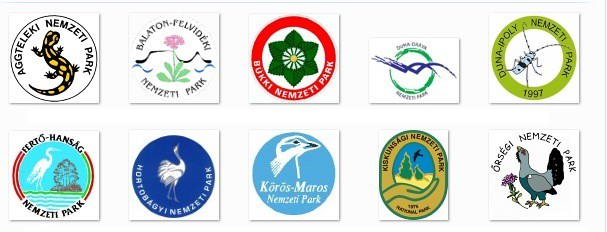 AGGTELEKI NEMZETI PARK
BALATON-FELVIDÉKI
NEMZETI PARK
BÜKKI NEMZETI PARK
DUNA-DRÁVA
NEMZETI PARK
DUNA-IPOLY NEMZETI PARK
1997
FERTŐ-HANSÁG
NEMZETI PARK
HORTOBÁGYI NEMZETI PARK
Körös-Maros
Nemzeti Park
KISKUNSÁGI NEMZETI PARK
1975
NATIONAL PARK
ŐRSÉGI NEMZETI PARK